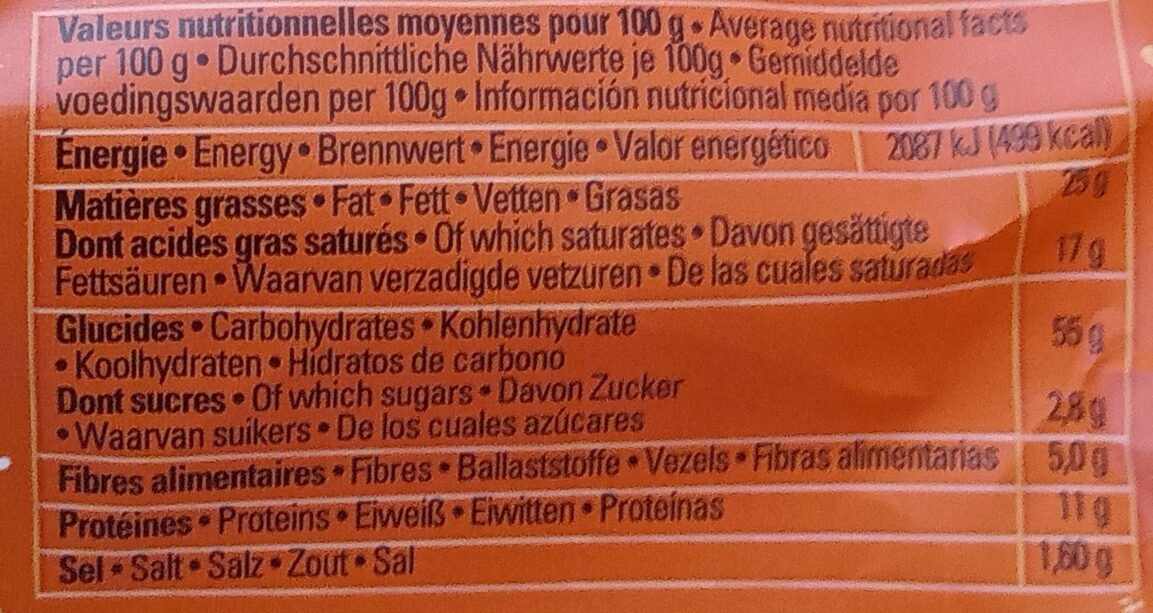 Valeurs nutritionnelles moyennes pour 100 g • Average nutritional facts
per 100 g • Durchschnittliche Nährwerte je 100g • Gemiddelde
voedingswaarden per 100g • Información nutricional media por 100 g
Énergie • Energy • Brennwert • Energie • Valor energético 2087 kJ (499 kcal)
Matières grasses • Fat • Fett • Vetten • Grasas 25 g
Dont acides gras saturés • Of which saturates • Davon gesättigte
Fettsäuren • Waarvan verzadigde vetzuren • De las cuales saturadas 17 g
Glucides • Carbohydrates • Kohlenhydrate
• Koolhydraten • Hidratos de carbono 55 g
Dont sucres • Of which sugars • Davon Zucker
• Waarvan suikers • De los cuales azúcares 2,8 g
Fibres alimentaires • Fibres • Ballaststoffe • Vezels • Fibras alimentarias 5,0 g
Protéines • Proteins • Eiweiß • Eiwitten • Proteínas 11 g
Sel • Salt • Salz • Zout • Sal 1,60 g